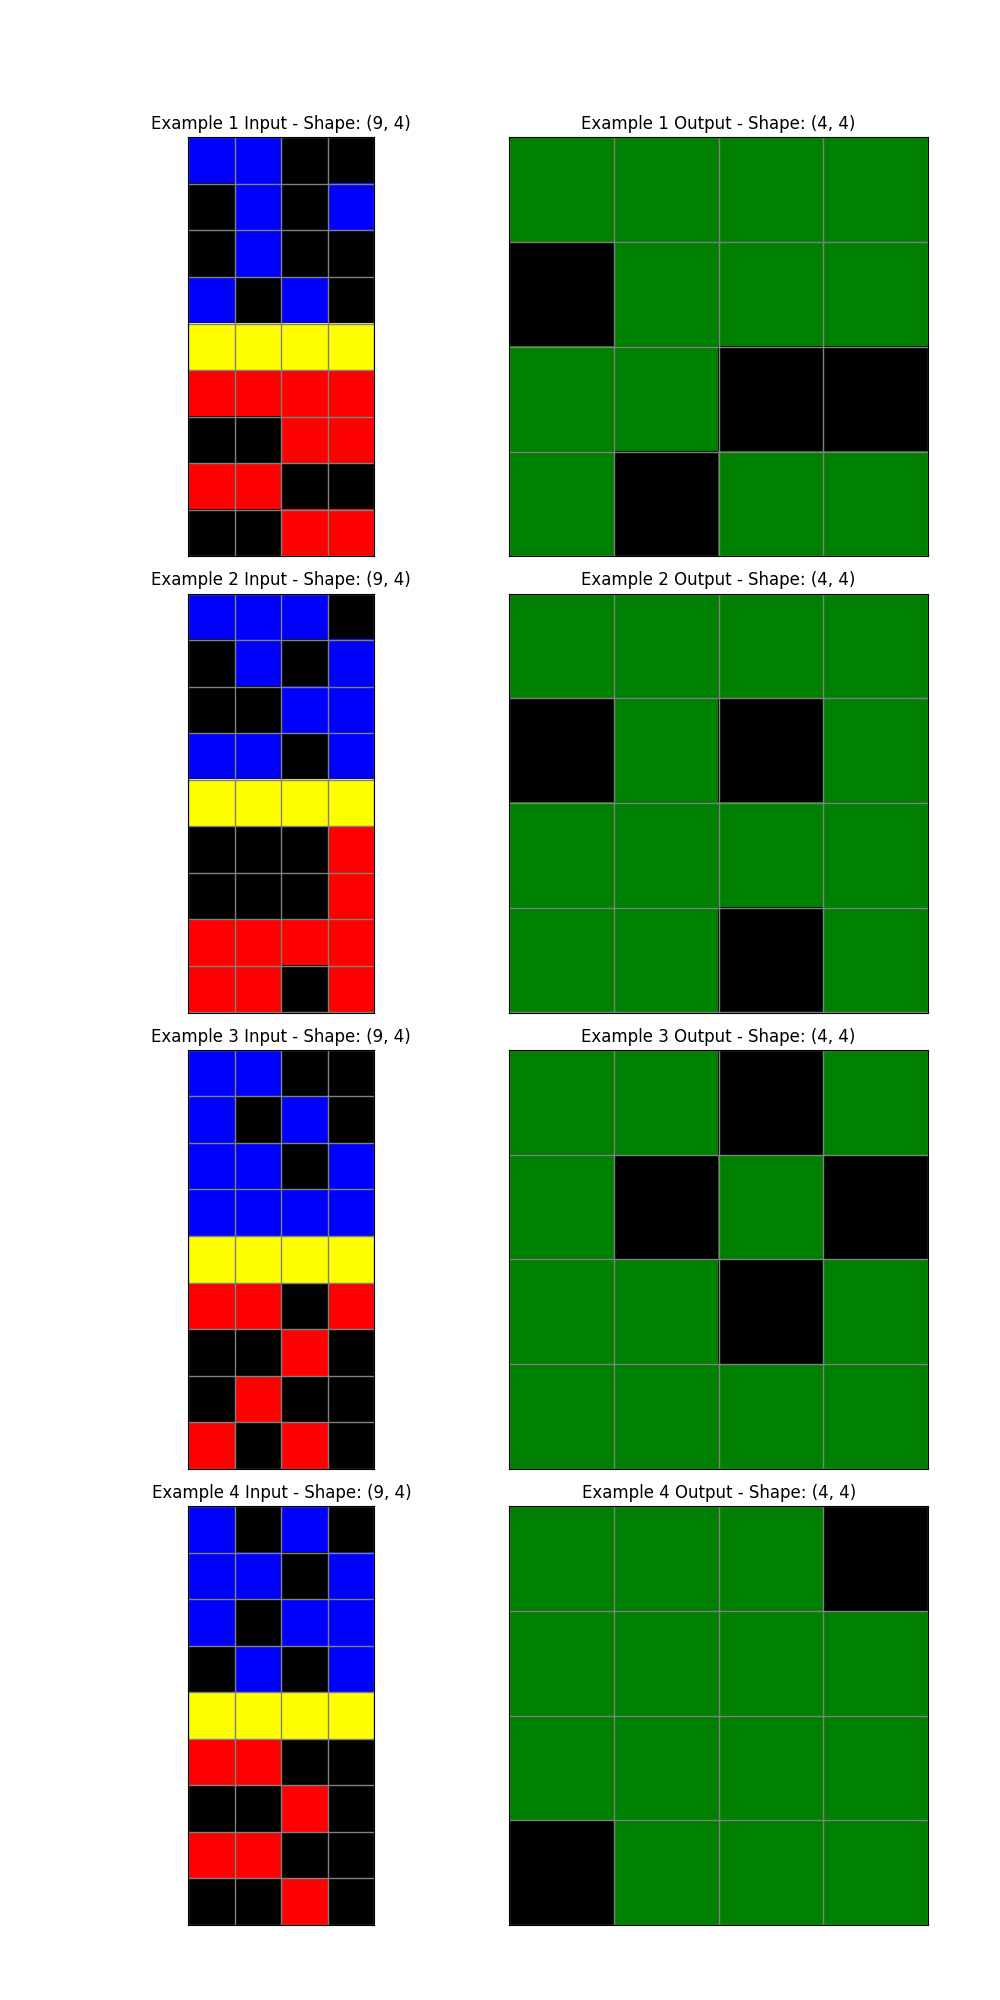 Example 1 Input - Shape: (9, 4)
Example 1 Output - Shape: (4, 4)
Example 2 Input - Shape: (9, 4)
Example 2 Output - Shape: (4, 4)
Example 3 Input - Shape: (9, 4)
Example 3 Output - Shape: (4, 4)
Example 4 Input - Shape: (9, 4)
Example 4 Output - Shape: (4, 4)